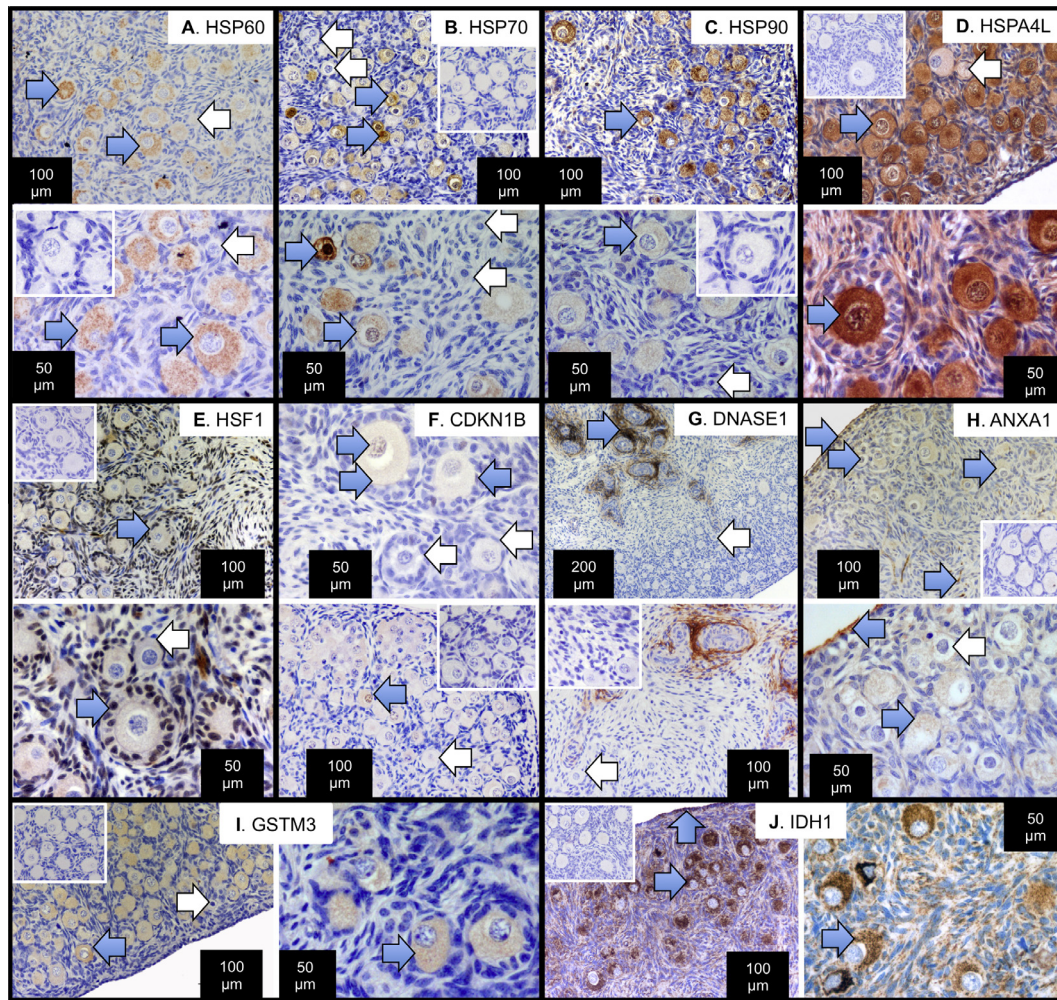 A. HSP60
B. HSP70
C. HSP90
D. HSPA4L
100
µm
100
µm
100
µm
100
µm
50
µm
50
µm
50
µm
50
µm
E. HSF1
F. CDKN1B
G. DNASE1
H. ANXA1
100
µm
50
µm
200
µm
100
µm
50
µm
100
µm
100
µm
50
µm
I. GSTM3
J. IDH1
50
µm
100
µm
50
µm
100
µm